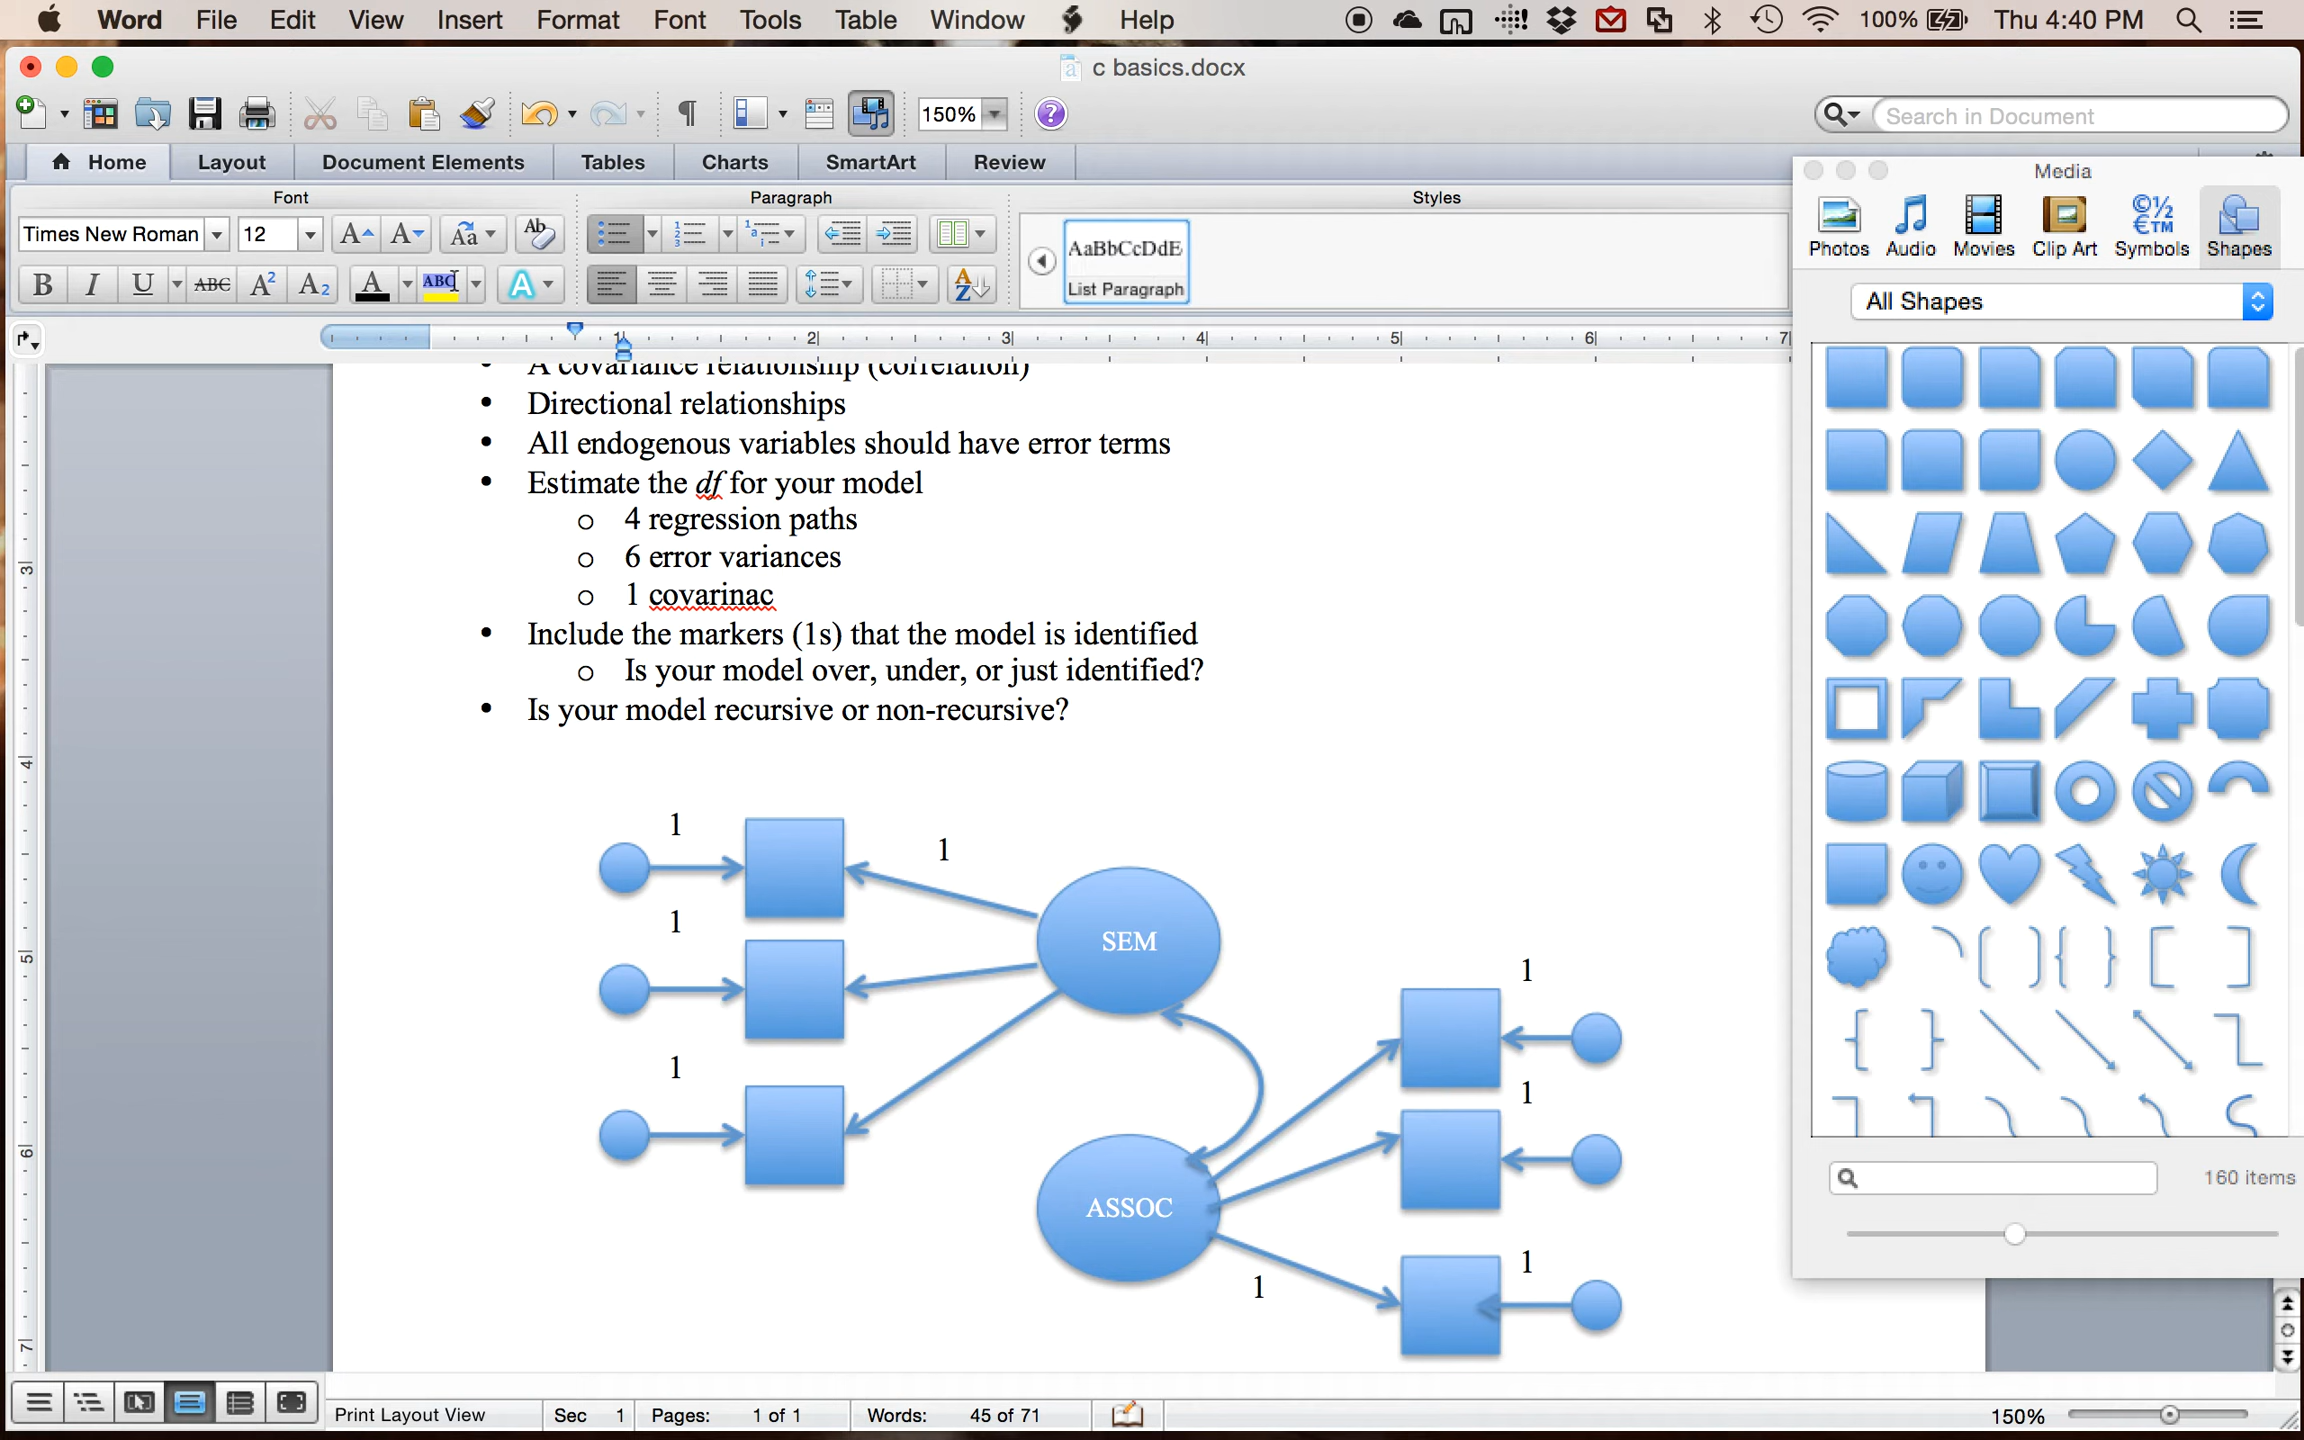 Word File Edit View Insert Format Font Tools Table Window Help 100% Thu 4:40 PM
c basics.docx
150% Search in Document
Home Layout Document Elements Tables Charts SmartArt Review
Font Paragraph Styles
Times New Roman 12
AaBbCcDdE
List Paragraph
Media
Photos Audio Movies Clip Art Symbols Shapes
All Shapes
A covariance relationship (correlation)
Directional relationships
All endogenous variables should have error terms
Estimate the df for your model
4 regression paths
6 error variances
1 covarinac
Include the markers (1s) that the model is identified
Is your model over, under, or just identified?
Is your model recursive or non-recursive?
1
1
1
SEM
1
1
1
1
ASSOC
1
1
160 items
Print Layout View Sec 1 Pages: 1 of 1 Words: 45 of 71 150%